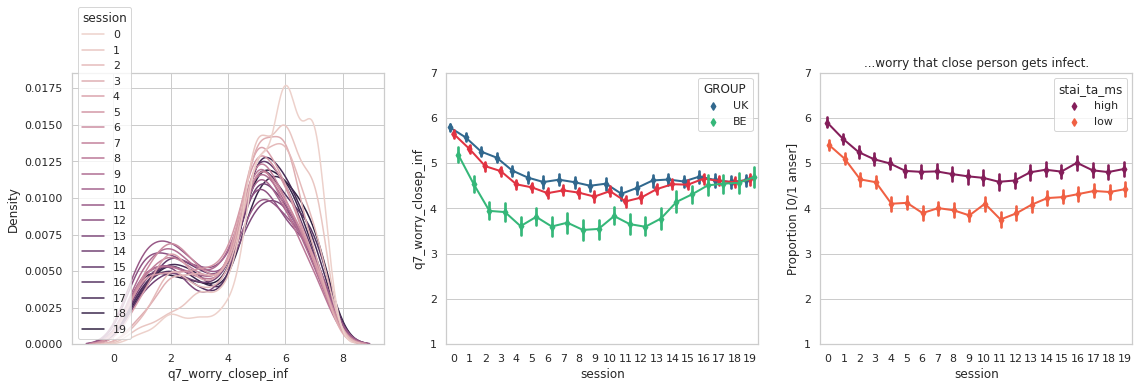 session
0
1
2
3
4
5
6
7
8
9
10
11
12
13
14
15
16
17
18
19
0.0175
0.0150
0.0125
0.0100
0.0075
0.0050
0.0025
0.0000
Density
0 2 4 6 8
q7_worry_closep_inf
7
6
5
4
3
2
1
q7_worry_closep_inf
GROUP
UK
BE
0 1 2 3 4 5 6 7 8 9 10 11 12 13 14 15 16 17 18 19
session
...worry that close person gets infect.
7
6
5
4
3
2
1
Proportion [0/1 anser]
stai_ta_ms
high
low
0 1 2 3 4 5 6 7 8 9 10 11 12 13 14 15 16 17 18 19
session